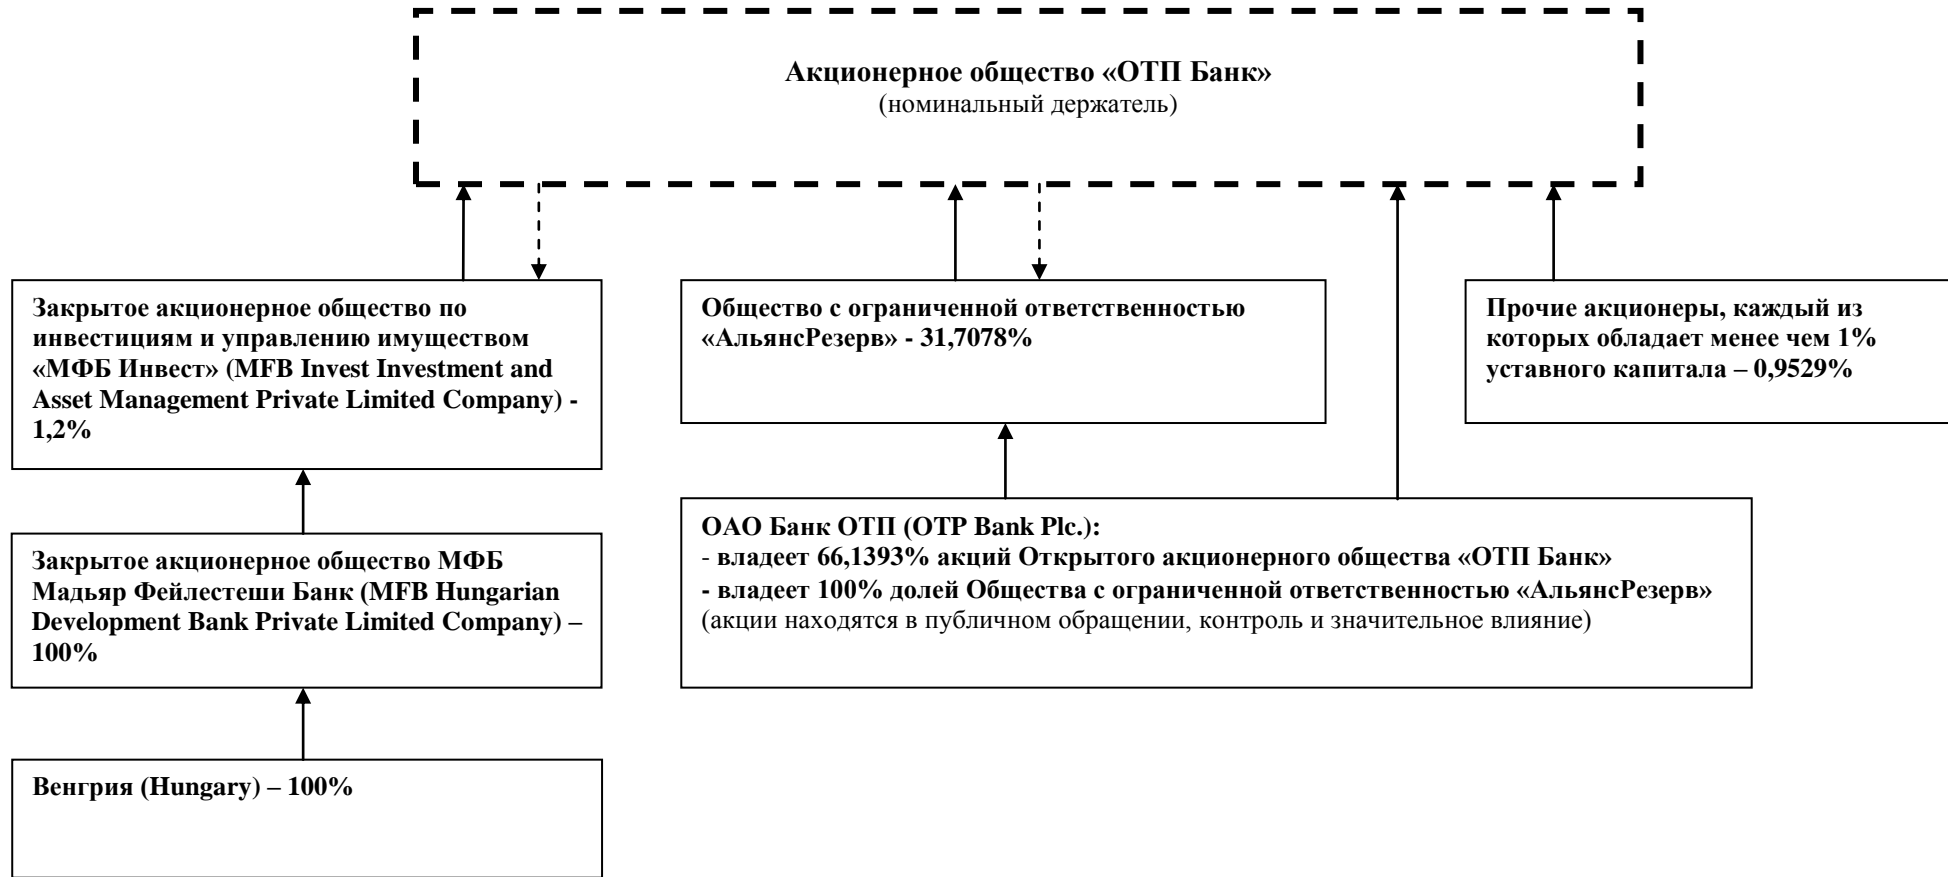 Акционерное общество «ОТП Банк»
(номинальный держатель)
Закрытое акционерное общество по
инвестициям и управлению имуществом
«МФБ Инвест» (MFB Invest Investment and
Asset Management Private Limited Company) -
1,2%
Общество с ограниченной ответственностью
«АльянсРезерв» - 31,7078%
Прочие акционеры, каждый из
которых обладает менее чем 1%
уставного капитала – 0,9529%
Закрытое акционерное общество МФБ
Мадьяр Фейлестеши Банк (MFB Hungarian
Development Bank Private Limited Company) –
100%
ОАО Банк ОТП (OTP Bank Plc.):
- владеет 66,1393% акций Открытого акционерного общества «ОТП Банк»
- владеет 100% долей Общества с ограниченной ответственностью «АльянсРезерв»
(акции находятся в публичном обращении, контроль и значительное влияние)
Венгрия (Hungary) – 100%